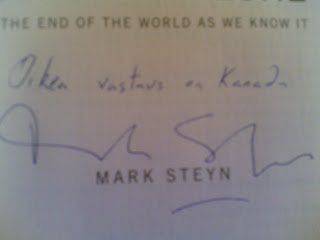 THE END OF THE WORLD AS WE KNOW IT
Oikea vastaus on Kanada
MARK STEYN